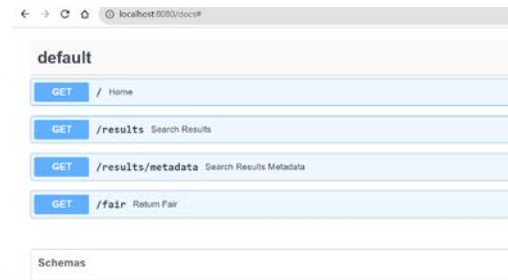 localhost:8080/docs#
default
GET / Home
GET /results Search Results
GET /results/metadata Search Results Metadata
GET /fair Return Fair
Schemas